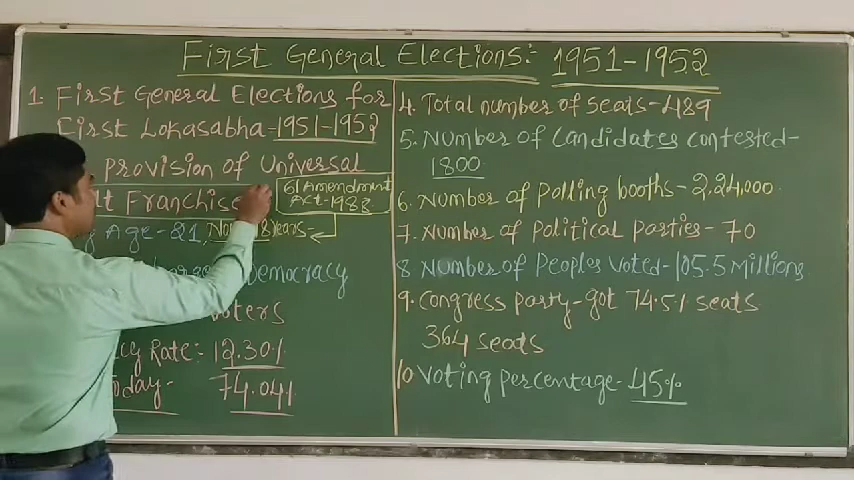 First General Elections:- 1951-1952
1. First General Elections for
First Lokasabha-1951-1952
provision of Universal
lt Franchise
61 Amendment
Act-1988
Age-21, Now 18 Years
Democracy
Voters
cy Rate:- 12.30%
Today- 74.04%
4. Total number of seats-489
5. Number of Candidates contested-
1800
6. Number of Polling booths-2,24,000
7. Number of Political Parties-70
8 Number of Peoples Voted-105.5 Millions
9. Congress party-got 74.5% seats
364 seats
10 Voting percentage-45%